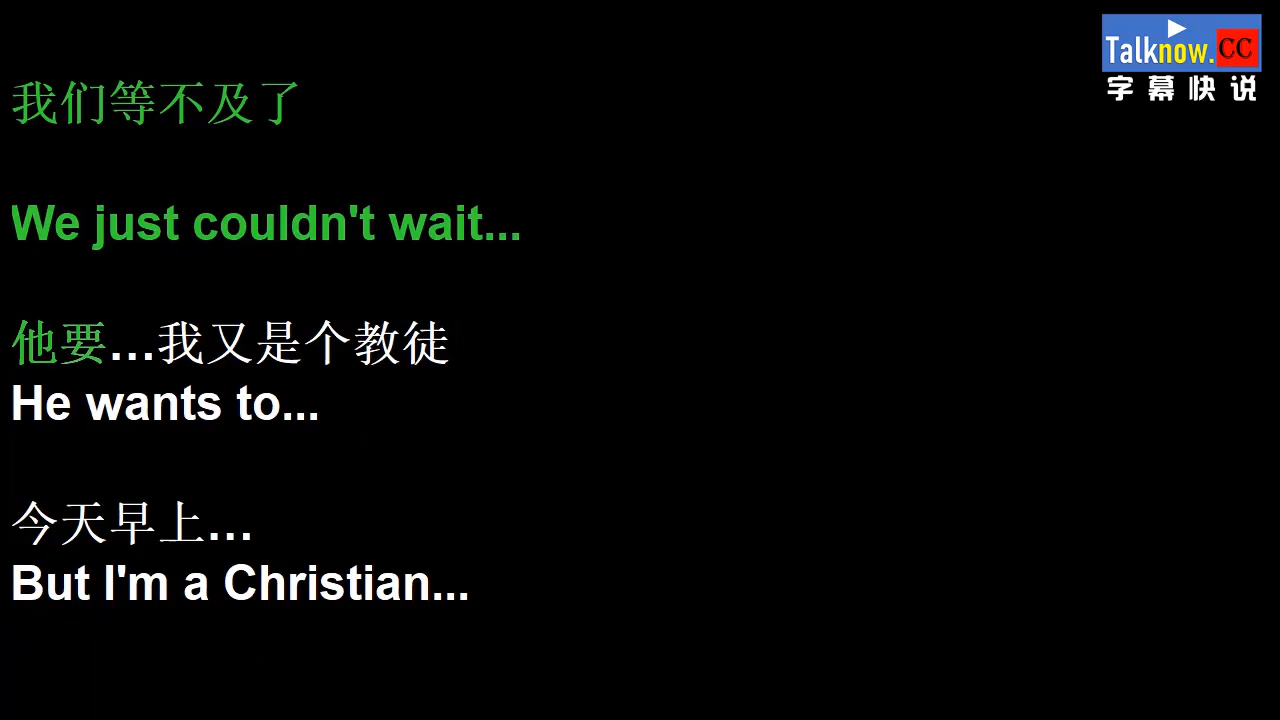 Talknow.CC
字幕快说
我们等不及了
We just couldn't wait...
他要…我又是个教徒
He wants to...
今天早上…
But I'm a Christian...